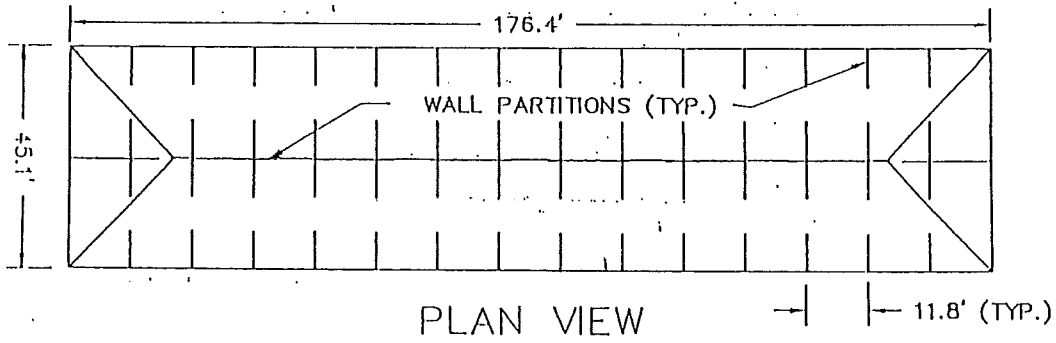 176.4'
WALL PARTITIONS (TYP.)
45.1'
11.8' (TYP.)
PLAN VIEW